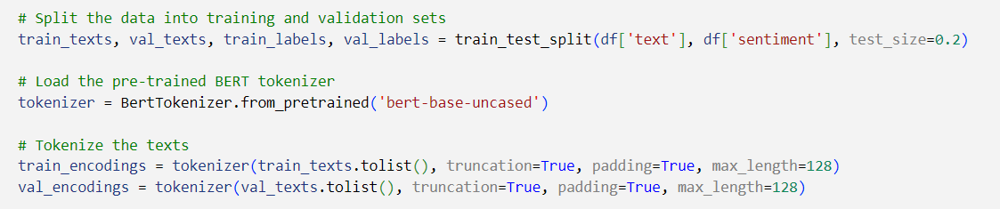 # Split the data into training and validation sets
train_texts, val_texts, train_labels, val_labels = train_test_split(df['text'], df['sentiment'], test_size=0.2)
# Load the pre-trained BERT tokenizer
tokenizer = BertTokenizer.from_pretrained('bert-base-uncased')
# Tokenize the texts
train_encodings = tokenizer(train_texts.tolist(), truncation=True, padding=True, max_length=128)
val_encodings = tokenizer(val_texts.tolist(), truncation=True, padding=True, max_length=128)